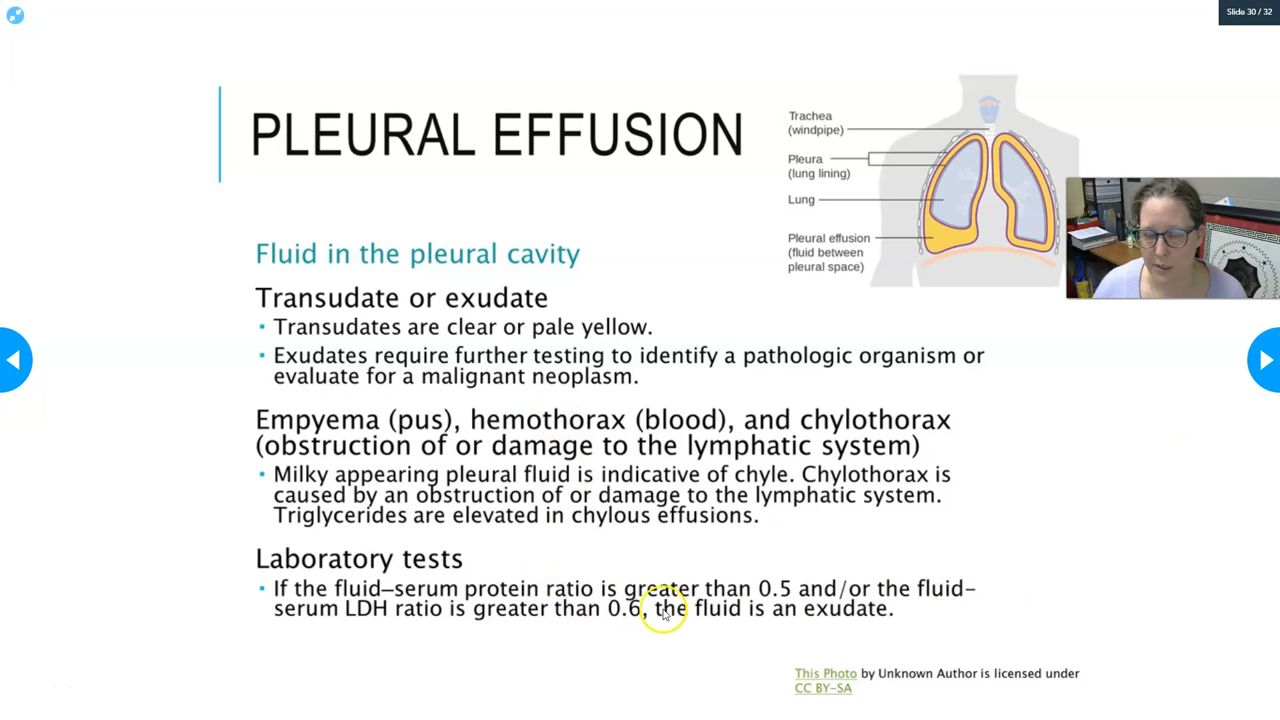 Slide 30 / 32
PLEURAL EFFUSION
Trachea
(windpipe)
Pleura
(lung lining)
Lung
Pleural effusion
(fluid between
pleural space)
Fluid in the pleural cavity
Transudate or exudate
▪ Transudates are clear or pale yellow.
▪ Exudates require further testing to identify a pathologic organism or
evaluate for a malignant neoplasm.
Empyema (pus), hemothorax (blood), and chylothorax
(obstruction of or damage to the lymphatic system)
▪ Milky appearing pleural fluid is indicative of chyle. Chylothorax is
caused by an obstruction of or damage to the lymphatic system.
Triglycerides are elevated in chylous effusions.
Laboratory tests
▪ If the fluid–serum protein ratio is greater than 0.5 and/or the fluid–
serum LDH ratio is greater than 0.6, the fluid is an exudate.
This Photo by Unknown Author is licensed under
CC BY-SA